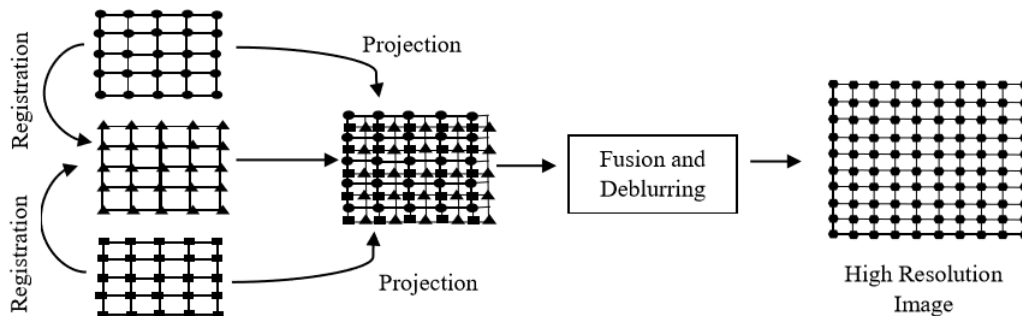 Registration
Registration
Projection
Projection
Fusion and
Deblurring
High Resolution
Image